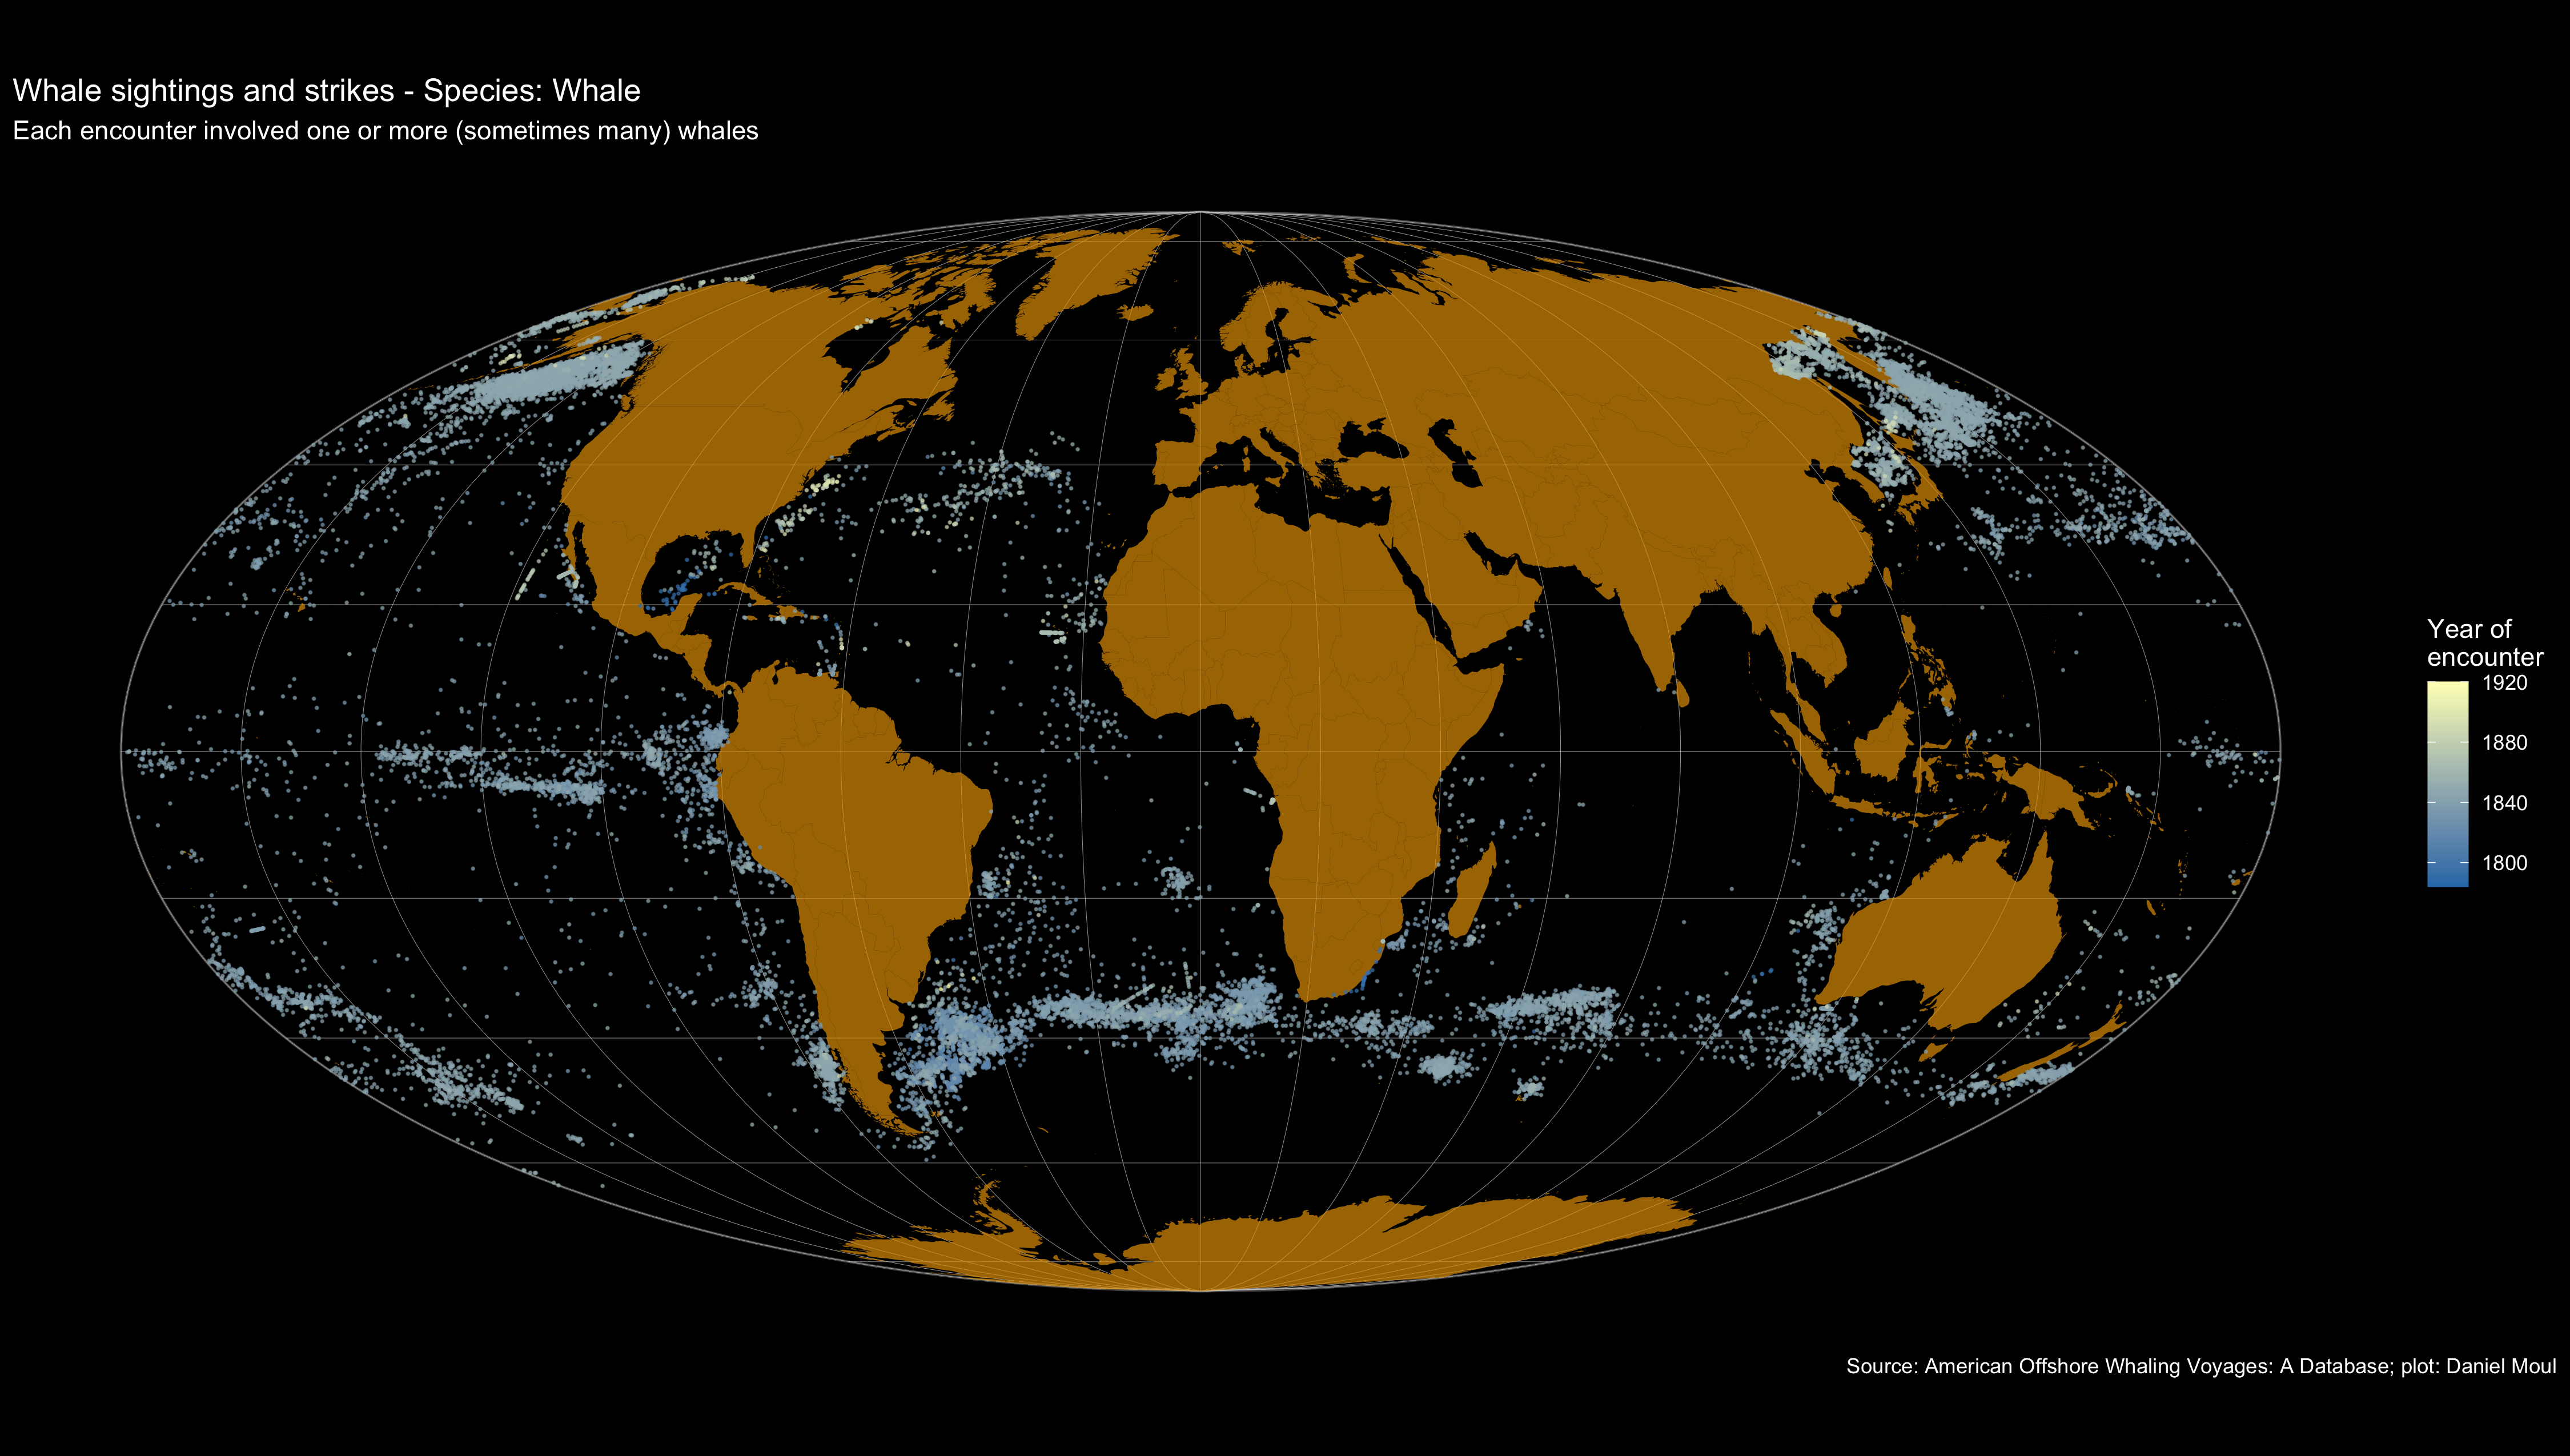 Whale sightings and strikes - Species: Whale
Each encounter involved one or more (sometimes many) whales
Year of
encounter
1920
1880
1840
1800
Source: American Offshore Whaling Voyages: A Database; plot: Daniel Moul